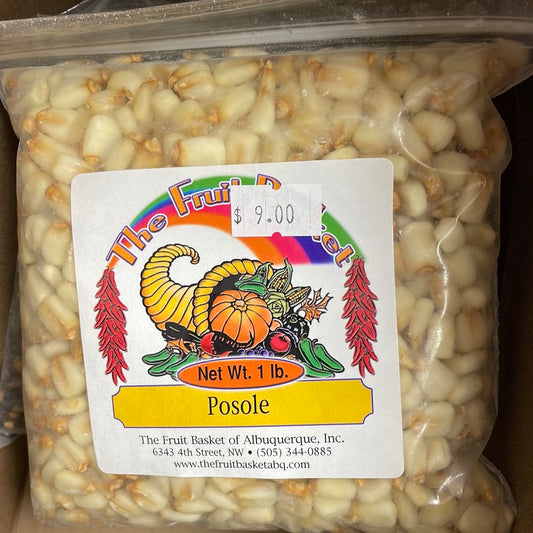 The Fruit B sket
$ 9.00
Net Wt. 1 lb.
Posole
The Fruit Basket of Albuquerque, Inc.
6343 4th Street, NW • (505) 344-0885
www.thefruitbasketabq.com